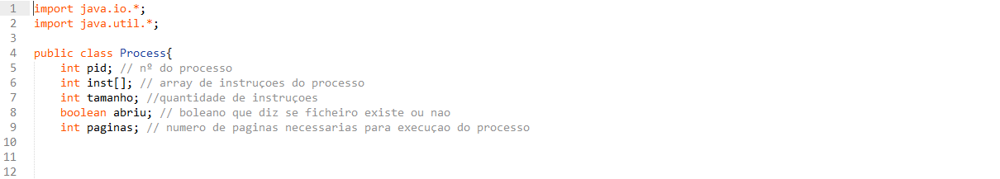 1 import java.io.*;
2 import java.util.*;
3
4 public class Process{
5 int pid; // nº do processo
6 int inst[]; // array de instruçoes do processo
7 int tamanho; //quantidade de instruçoes
8 boolean abriu; // boleano que diz se ficheiro existe ou nao
9 int paginas; // numero de paginas necessarias para execuçao do processo
10
11
12